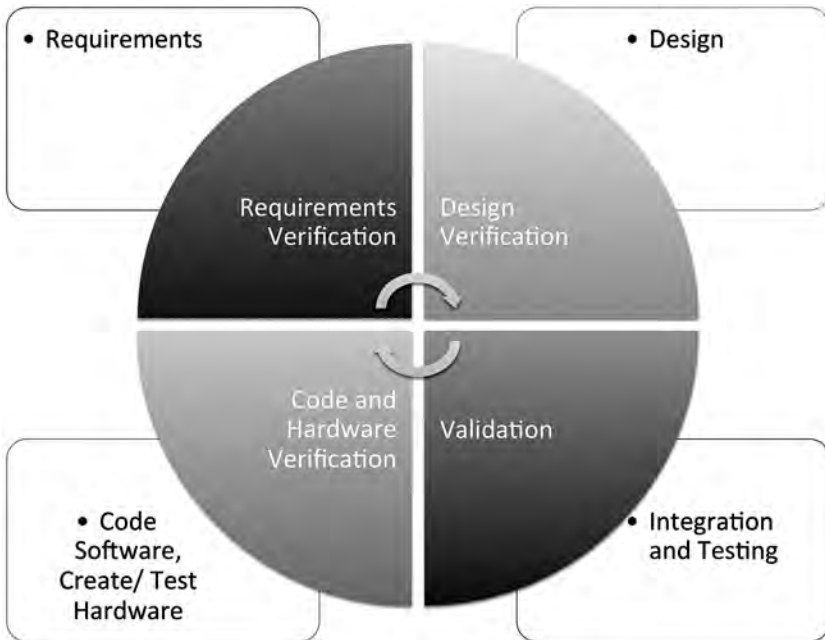 • Requirements
• Design
Requirements
Verification
Design
Verification
Code and
Hardware
Verification
Validation
• Code
Software,
Create/ Test
Hardware
• Integration
and Testing